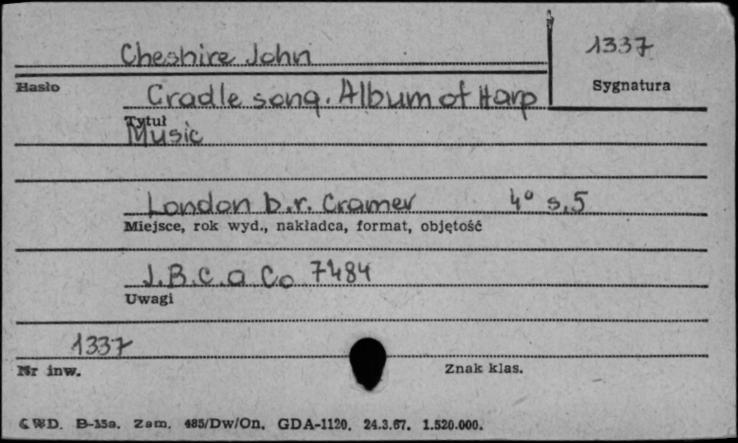 Cheshire John
1337
Hasło
Sygnatura
Cradle song. Album of Harp
Tytuł
Music
London b.r. Cramer 4° s.5
Miejsce, rok wyd., nakładca, format, objętość
J.B.C.a Co 7484
Uwagi
1337
Nr inw.
Znak klas.
CWD. B-15a. Zam. 485/Dw/On. GDA-1120. 24.3.67. 1.520.000.